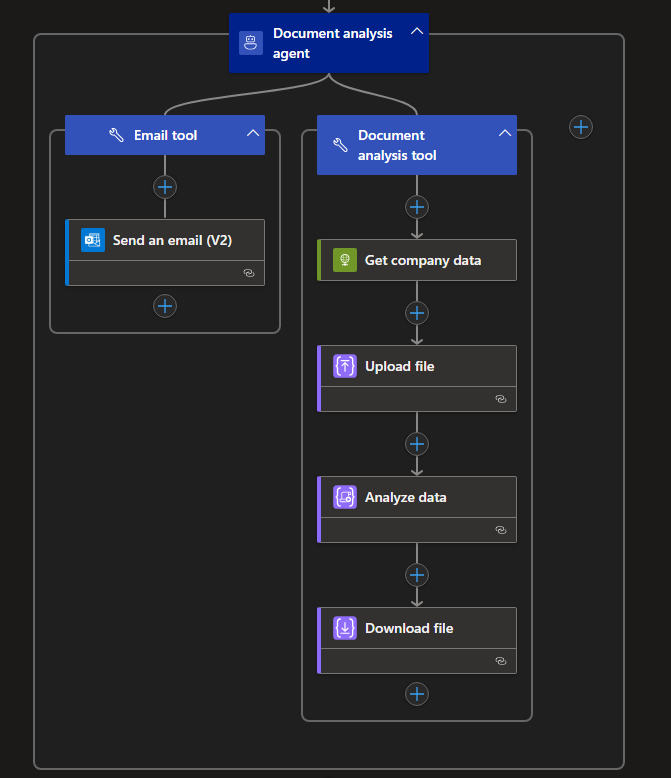 Document analysis
agent
Email tool
Document
analysis tool
Send an email (V2)
Get company data
Upload file
Analyze data
Download file